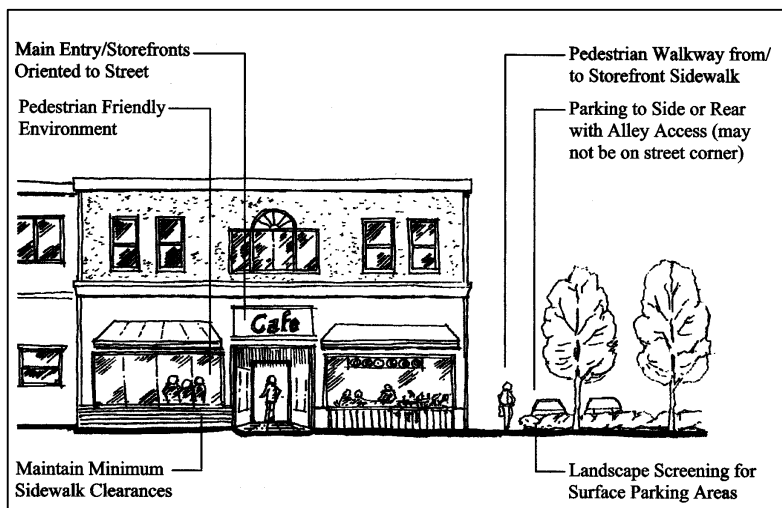 Main Entry/Storefronts
Oriented to Street
Pedestrian Friendly
Environment
Pedestrian Walkway from/
to Storefront Sidewalk
Parking to Side or Rear
with Alley Access (may
not be on street corner)
Cafe
Maintain Minimum
Sidewalk Clearances
Landscape Screening for
Surface Parking Areas